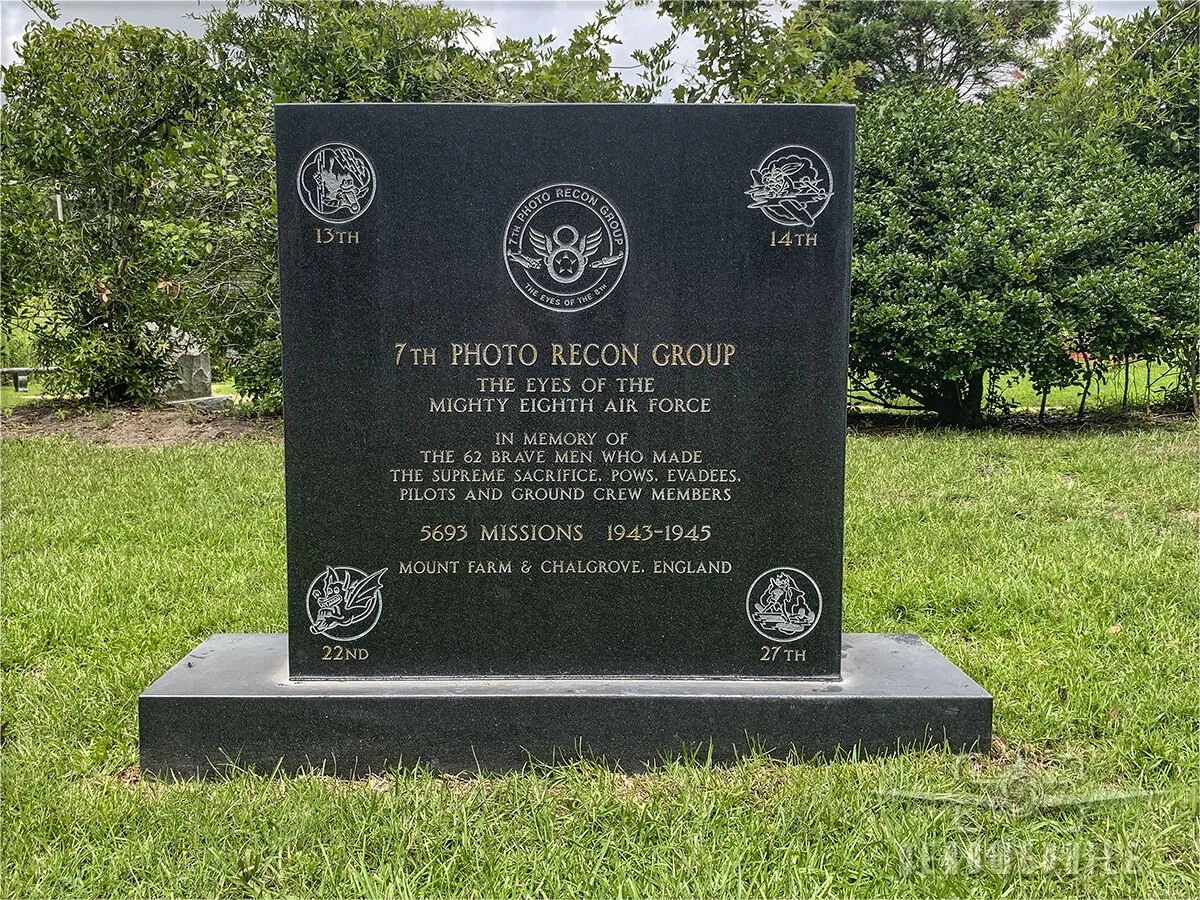 13TH
14TH
7TH PHOTO RECON GROUP
THE EYES OF THE 8TH
7TH PHOTO RECON GROUP
THE EYES OF THE
MIGHTY EIGHTH AIR FORCE
IN MEMORY OF
THE 62 BRAVE MEN WHO MADE
THE SUPREME SACRIFICE, POWS, EVADEES,
PILOTS AND GROUND CREW MEMBERS
5693 MISSIONS 1943-1945
MOUNT FARM & CHALGROVE, ENGLAND
22ND
27TH